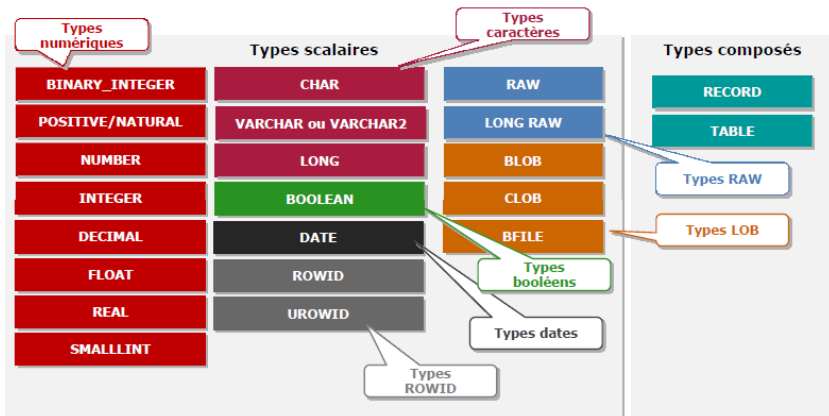 Types
numériques
Types scalaires
Types
caractères
Types composés
BINARY_INTEGER
CHAR
RAW
RECORD
POSITIVE/NATURAL
VARCHAR ou VARCHAR2
LONG RAW
TABLE
NUMBER
LONG
BLOB
Types RAW
INTEGER
BOOLEAN
CLOB
DECIMAL
DATE
BFILE
Types LOB
FLOAT
ROWID
Types
booléens
REAL
UROWID
Types dates
SMALLLINT
Types
ROWID